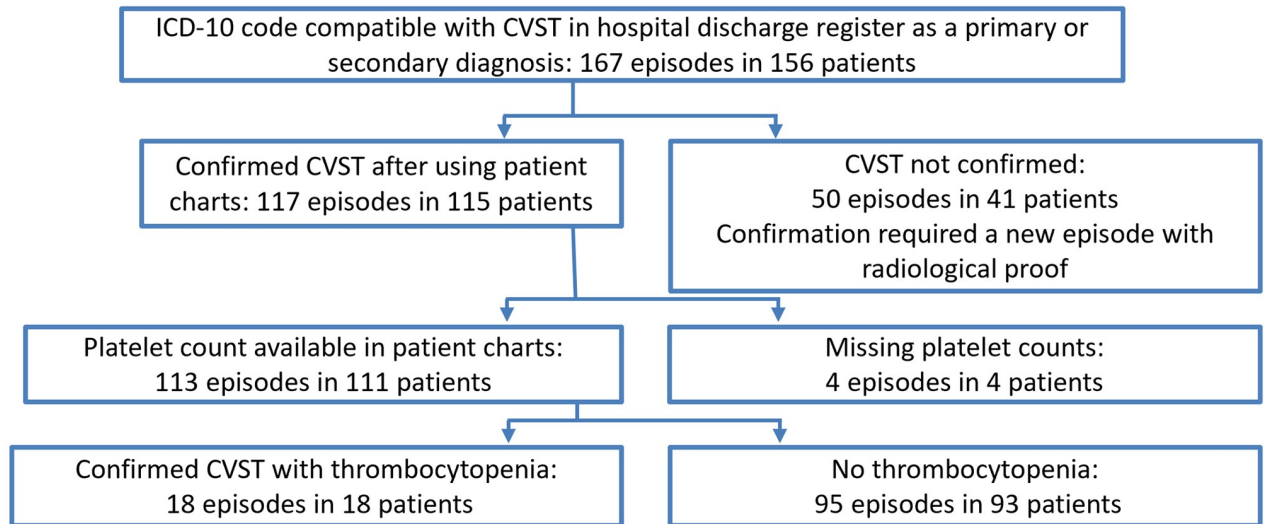 ICD-10 code compatible with CVST in hospital discharge register as a primary or
secondary diagnosis: 167 episodes in 156 patients
Confirmed CVST after using patient
charts: 117 episodes in 115 patients
CVST not confirmed:
50 episodes in 41 patients
Confirmation required a new episode with
radiological proof
Platelet count available in patient charts:
113 episodes in 111 patients
Missing platelet counts:
4 episodes in 4 patients
Confirmed CVST with thrombocytopenia:
18 episodes in 18 patients
No thrombocytopenia:
95 episodes in 93 patients